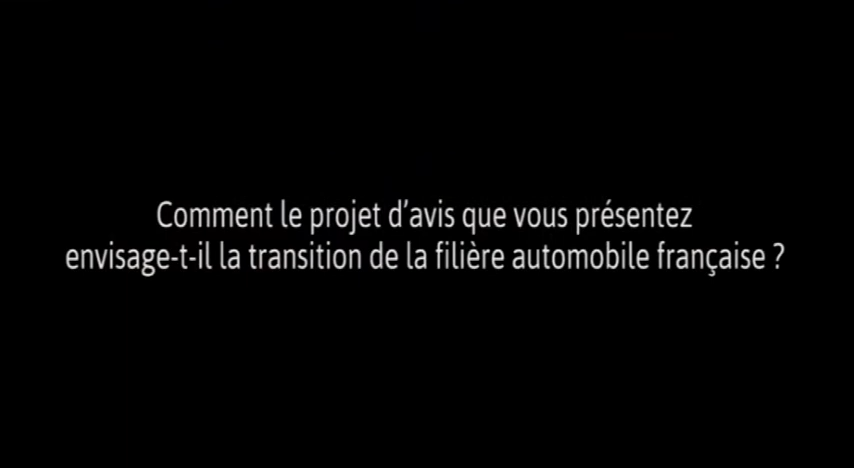 Comment le projet d’avis que vous présentez
envisage-t-il la transition de la filière automobile française ?